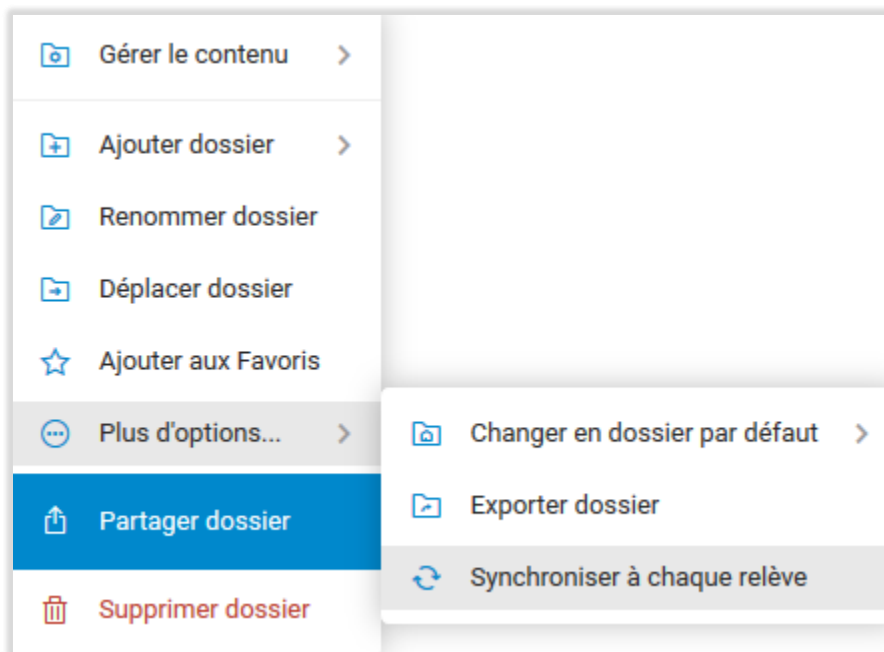 Gérer le contenu
Ajouter dossier
Renommer dossier
Déplacer dossier
Ajouter aux Favoris
Plus d'options...
Partager dossier
Supprimer dossier
Changer en dossier par défaut
Exporter dossier
Synchroniser à chaque relève